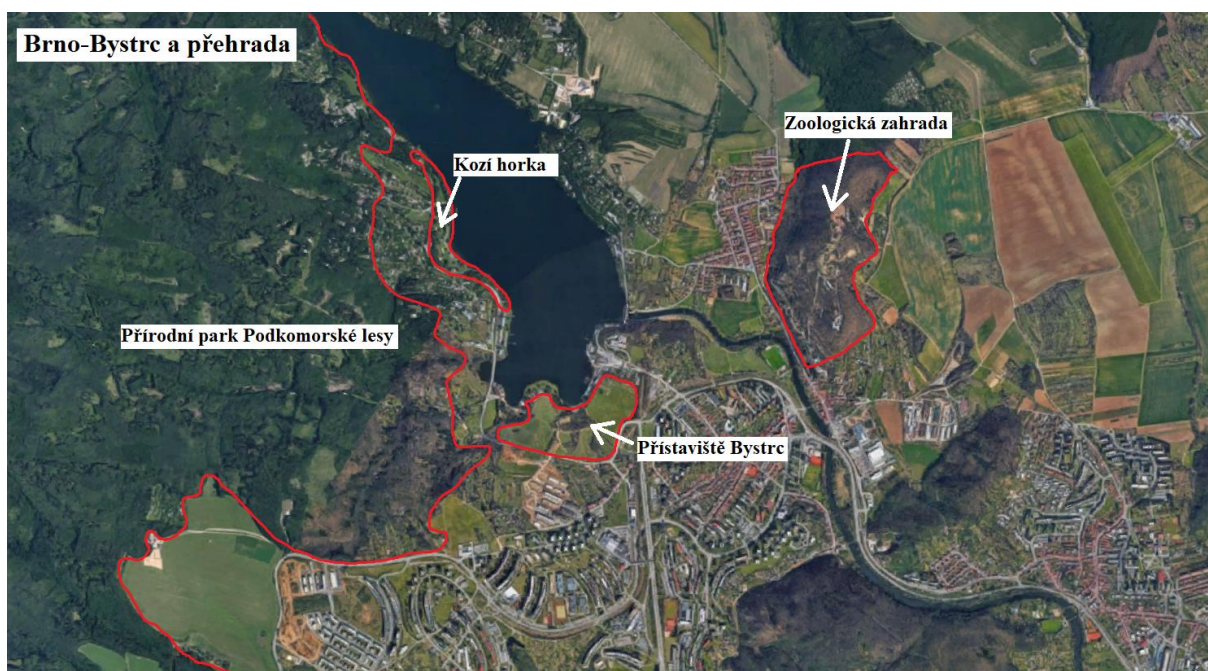 Brno-Bystrc a přehrada
Zoologická zahrada
Kozí horka
Přírodní park Podkomorské lesy
Přístaviště Bystrc